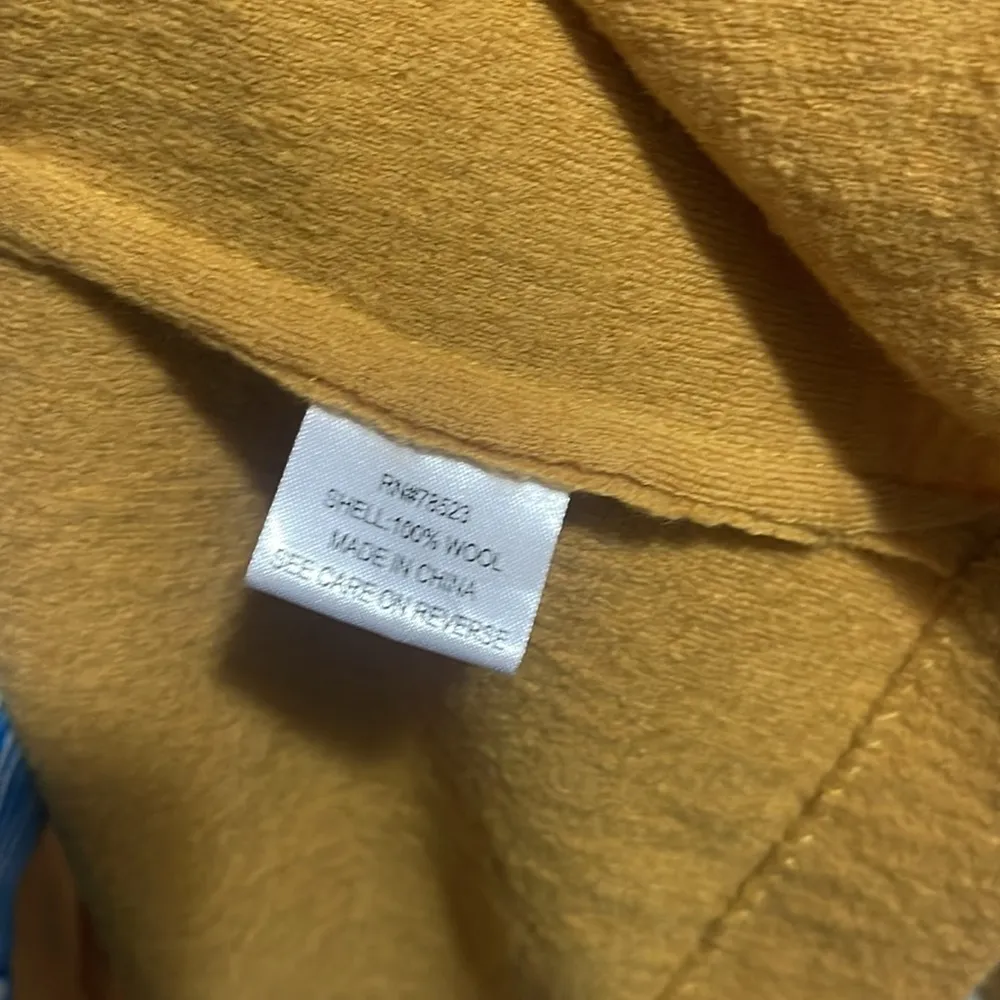 RN#78523
SHELL:100% WOOL
MADE IN CHINA
SEE CARE ON REVERSE